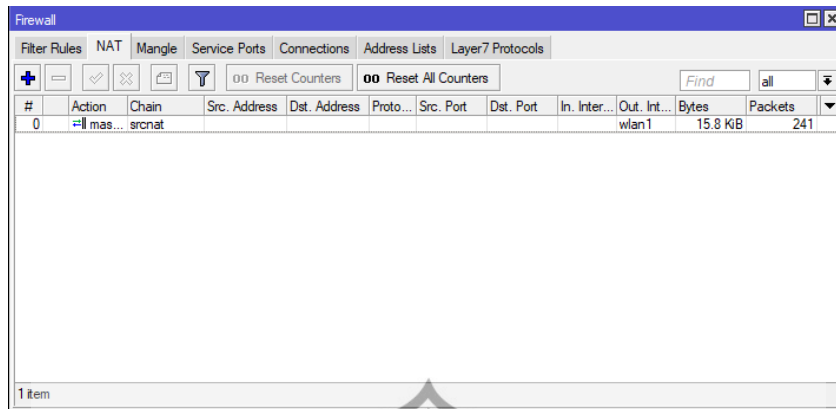 Firewall
Filter Rules NAT Mangle Service Ports Connections Address Lists Layer7 Protocols
00 Reset Counters 00 Reset All Counters Find all
# Action Chain Src. Address Dst. Address Proto... Src. Port Dst. Port In. Inter... Out. Int... Bytes Packets
0 mas... srcnat wlan1 15.8 KiB 241
1 item